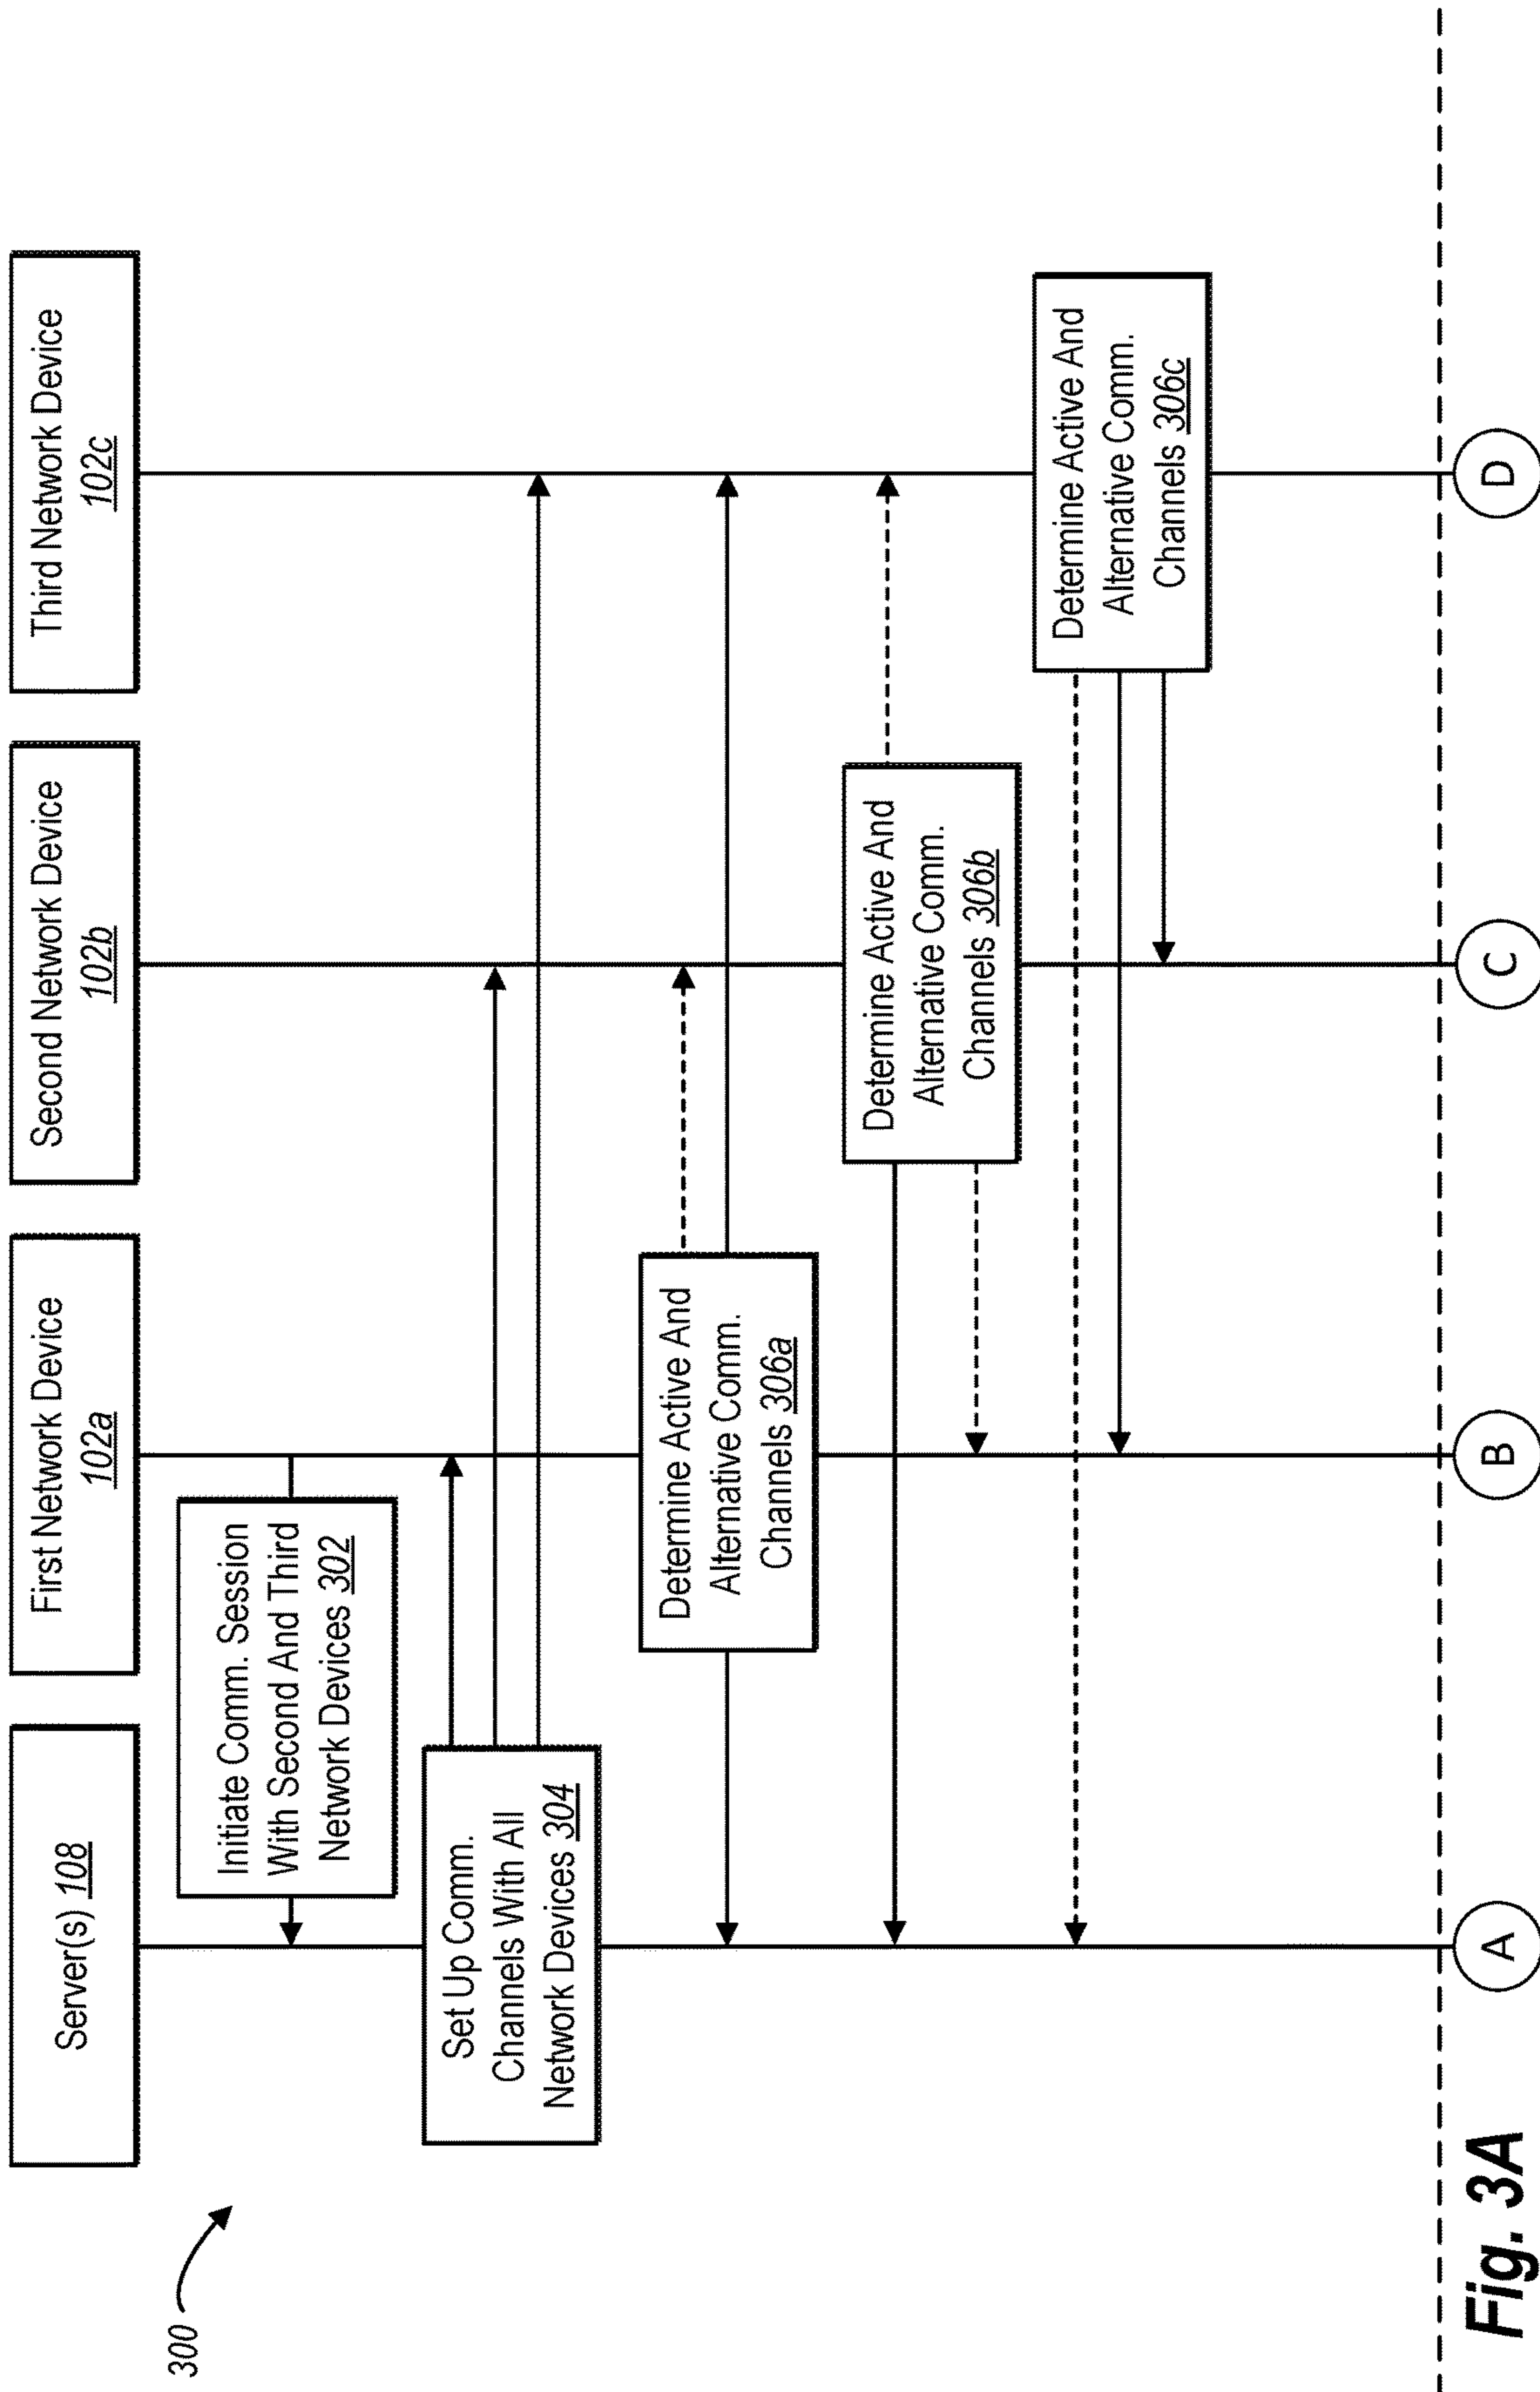 300
Server(s) 108
First Network Device
102a
Second Network Device
102b
Third Network Device
102c
Initiate Comm. Session
With Second And Third
Network Devices 302
Set Up Comm.
Channels With All
Network Devices 304
Determine Active And
Alternative Comm.
Channels 306a
Determine Active And
Alternative Comm.
Channels 306b
Determine Active And
Alternative Comm.
Channels 306c
A
B
C
D
Fig. 3A